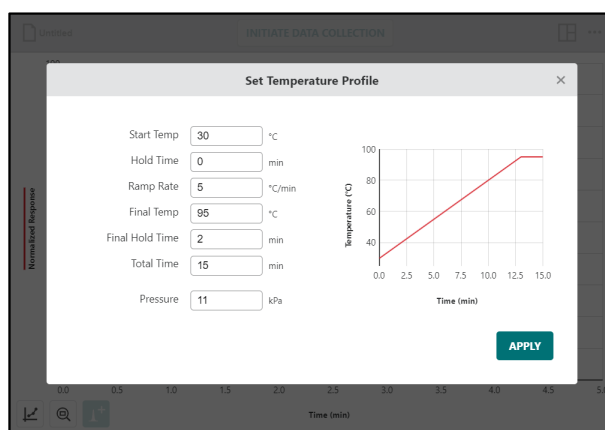 Untitled
INITIATE DATA COLLECTION
Set Temperature Profile
Start Temp 30 °C
Hold Time 0 min
Ramp Rate 5 °C/min
Final Temp 95 °C
Final Hold Time 2 min
Total Time 15 min
Pressure 11 kPa
100
80
60
40
Temperature (°C)
0.0 2.5 5.0 7.5 10.0 12.5 15.0
Time (min)
APPLY
Normalized Response
0.0 0.5 1.0 1.5 2.0 2.5 3.0 3.5 4.0 4.5 5.0
Time (min)